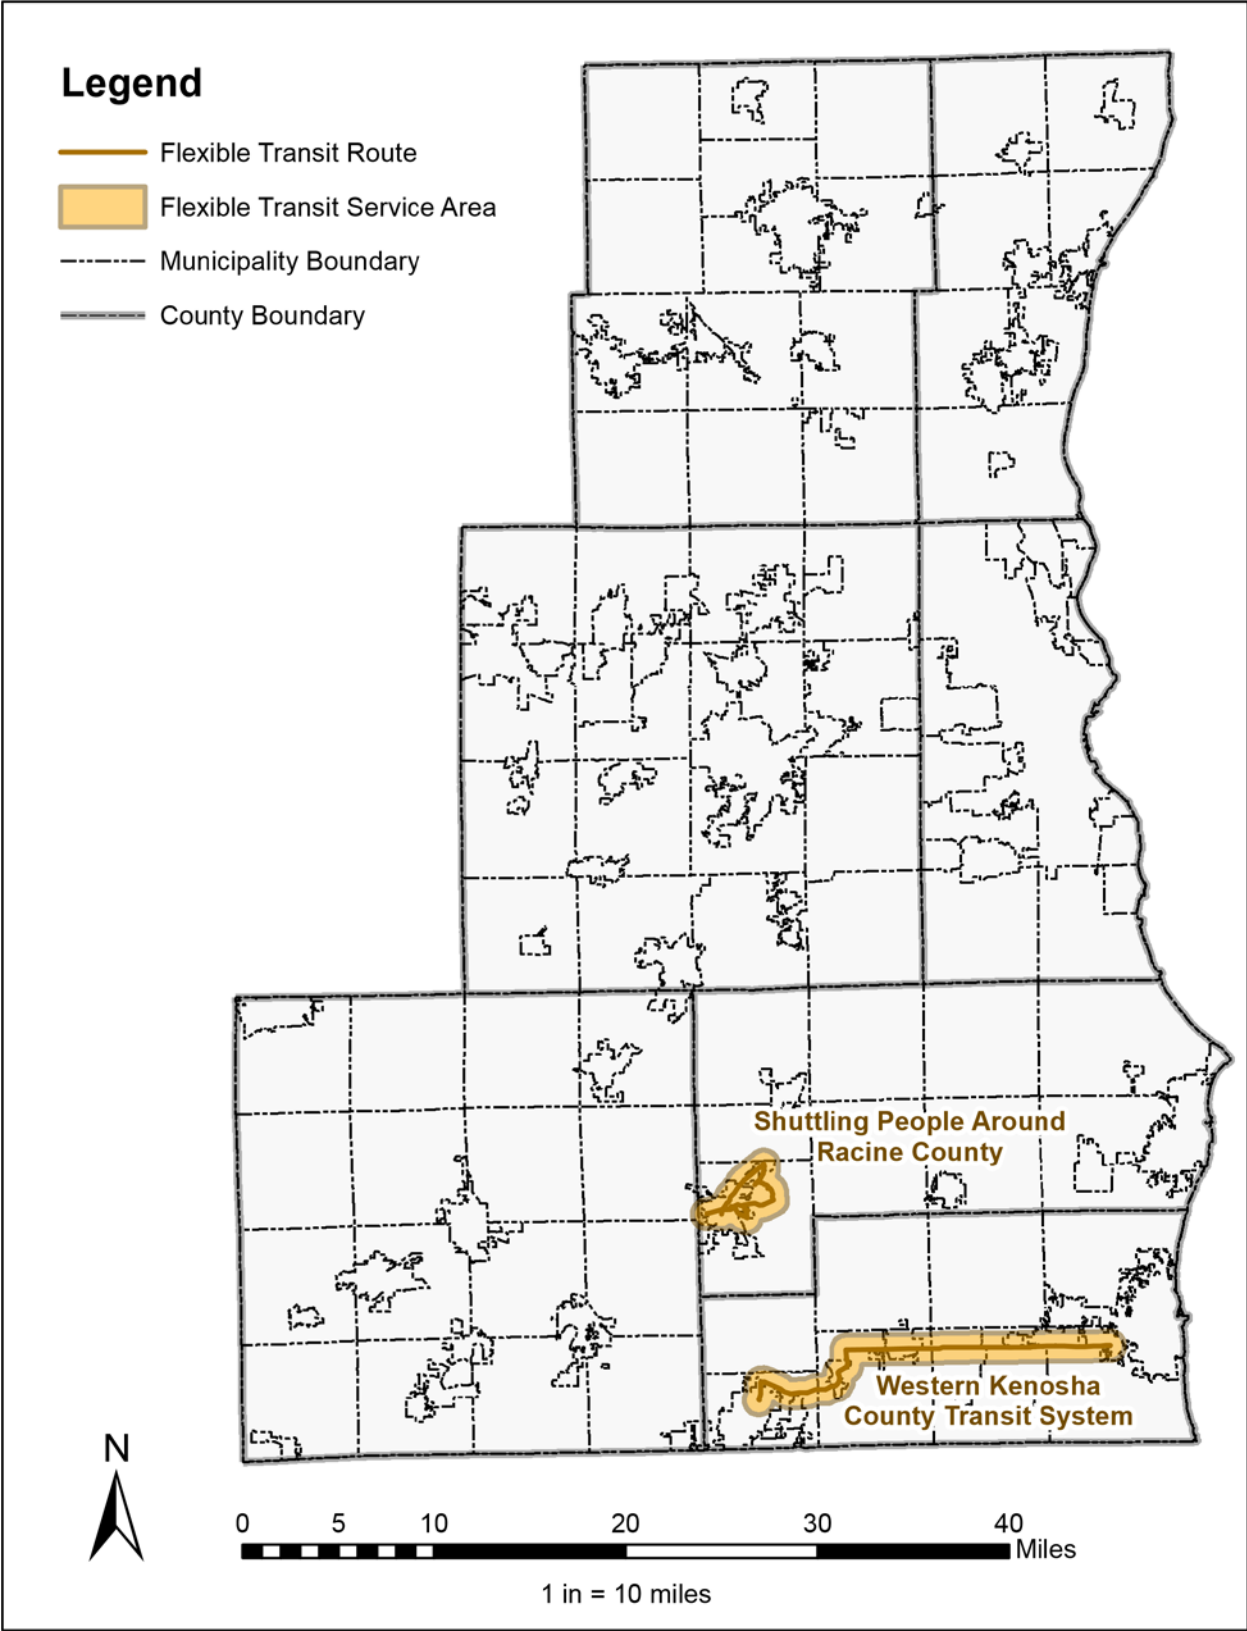 Legend
Flexible Transit Route
Flexible Transit Service Area
Municipality Boundary
County Boundary
Shuttling People Around
Racine County
Western Kenosha
County Transit System
N
0 5 10 20 30 40
Miles
1 in = 10 miles